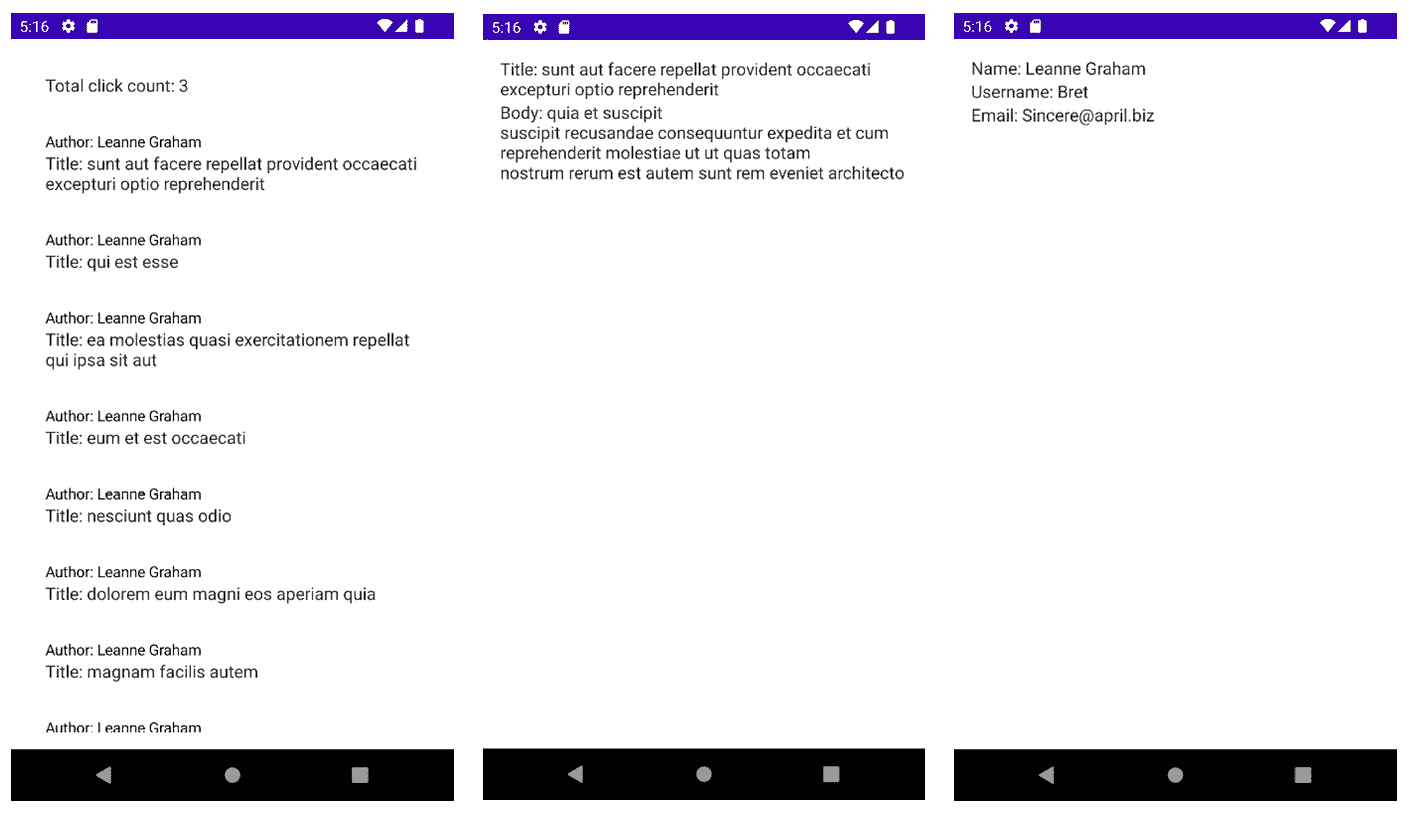 5:16
Total click count: 3
Author: Leanne Graham
Title: sunt aut facere repellat provident occaecati
excepturi optio reprehenderit
Author: Leanne Graham
Title: qui est esse
Author: Leanne Graham
Title: ea molestias quasi exercitationem repellat
qui ipsa sit aut
Author: Leanne Graham
Title: eum et est occaecati
Author: Leanne Graham
Title: nesciunt quas odio
Author: Leanne Graham
Title: dolorem eum magni eos aperiam quia
Author: Leanne Graham
Title: magnam facilis autem
Author: Leanne Graham
5:16
Title: sunt aut facere repellat provident occaecati
excepturi optio reprehenderit
Body: quia et suscipit
suscipit recusandae consequuntur expedita et cum
reprehenderit molestiae ut ut quas totam
nostrum rerum est autem sunt rem eveniet architecto
5:16
Name: Leanne Graham
Username: Bret
Email: Sincere@april.biz